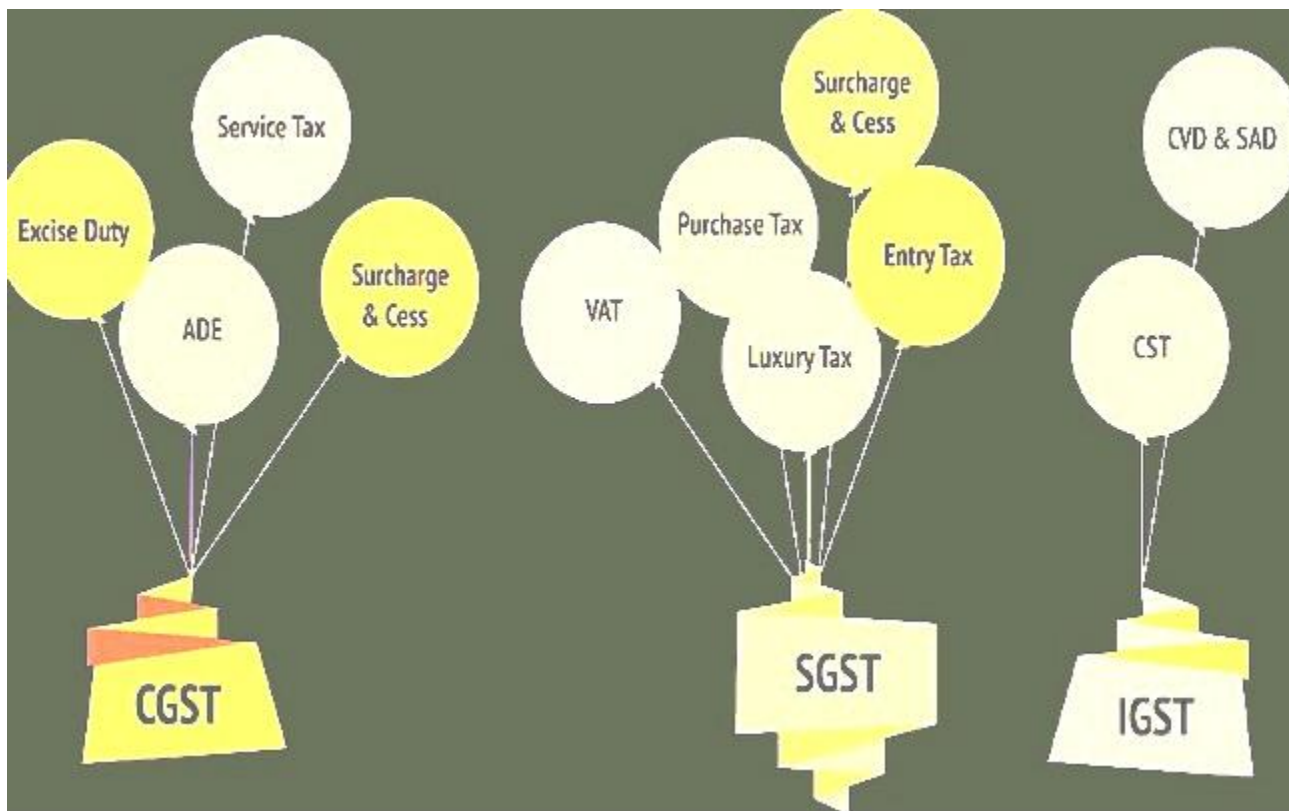 Service Tax
Excise Duty
ADE
Surcharge
& Cess
CGST
Surcharge
& Cess
Purchase Tax
Entry Tax
VAT
Luxury Tax
SGST
CVD & SAD
CST
IGST